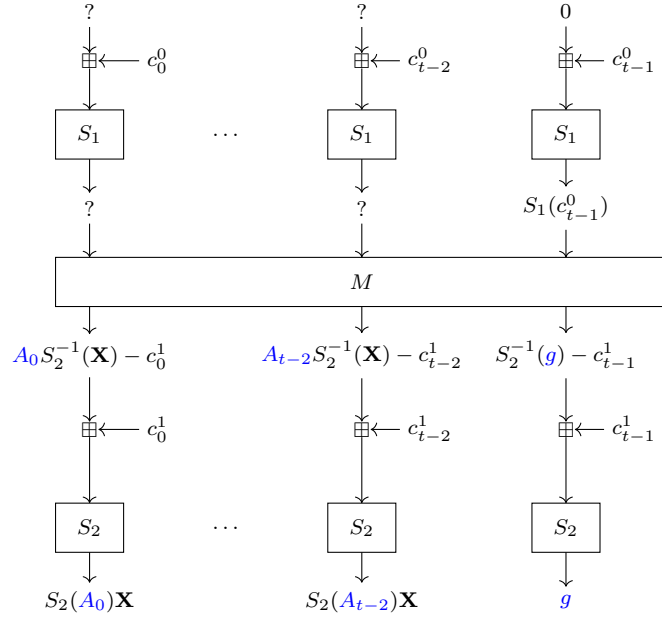 ? ? 0
c_0^0 c_{t−2}^0 c_{t−1}^0
S_1 ⋯ S_1 S_1
? ? S_1(c_{t−1}^0)
M
A_0S_2^{−1}(𝐗) − c_0^1 A_{t−2}S_2^{−1}(𝐗) − c_{t−2}^1 S_2^{−1}(g) − c_{t−1}^1
c_0^1 c_{t−2}^1 c_{t−1}^1
S_2 ⋯ S_2 S_2
S_2(A_0)𝐗 S_2(A_{t−2})𝐗 g